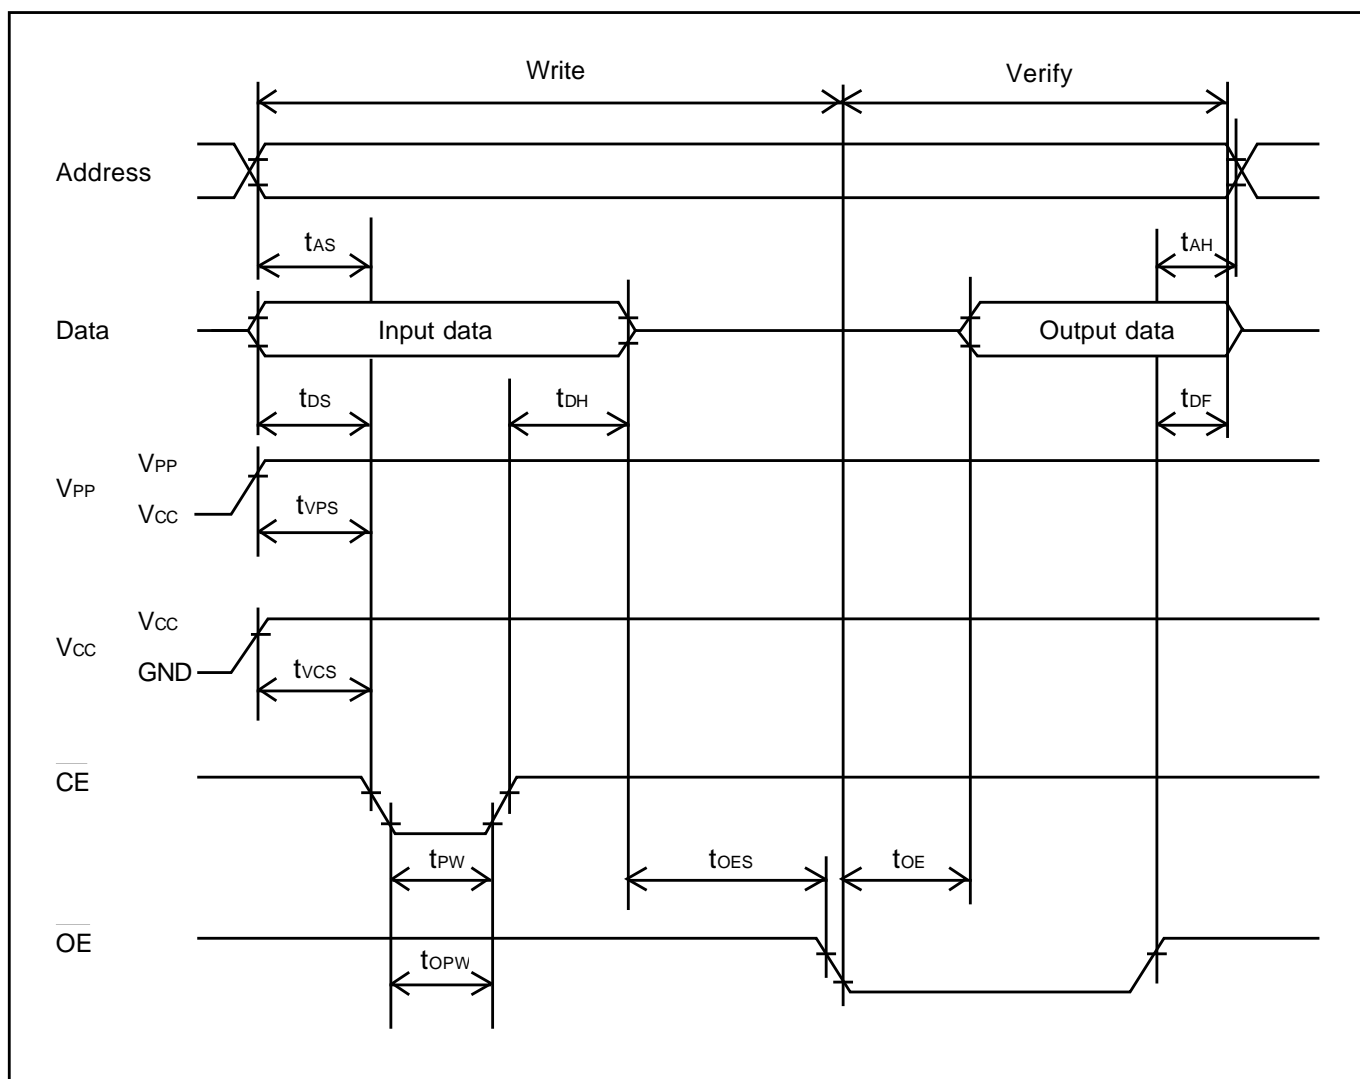 Write
Verify
Address
tAS
tAH
Data
Input data
Output data
tDS
tDH
tDF
VPP
VPP
VCC
tVPS
VCC
VCC
GND
tVCS
CE
tPW
tOES
tOE
OE
tOPW